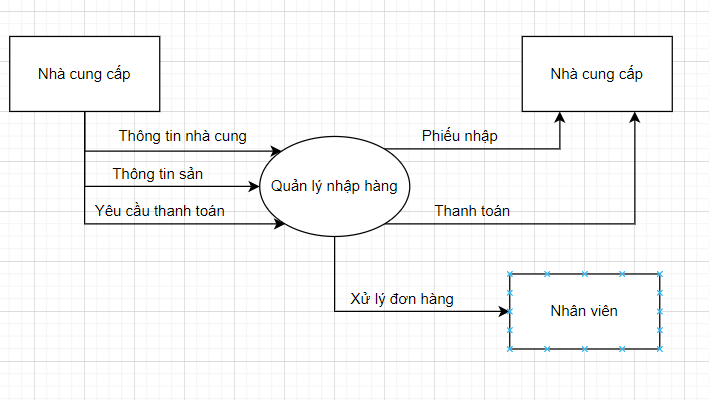 Nhà cung cấp
Nhà cung cấp
Thông tin nhà cung
Phiếu nhập
Thông tin sản
Quản lý nhập hàng
Yêu cầu thanh toán
Thanh toán
Xử lý đơn hàng
Nhân viên